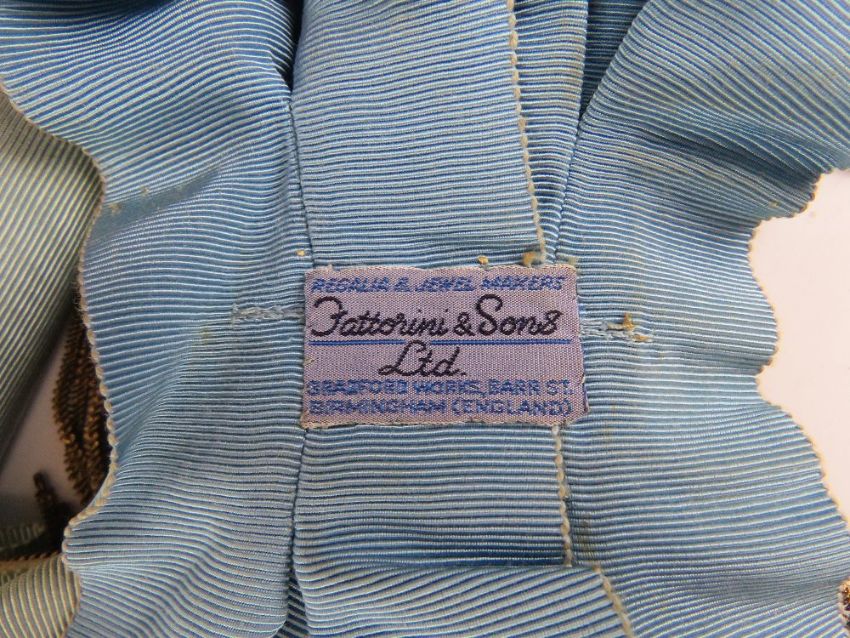 REGALIA & JEWEL MAKERS
Fattorini & Sons
Ltd.
BRADFORD WORKS, BARR ST.
BIRMINGHAM (ENGLAND)